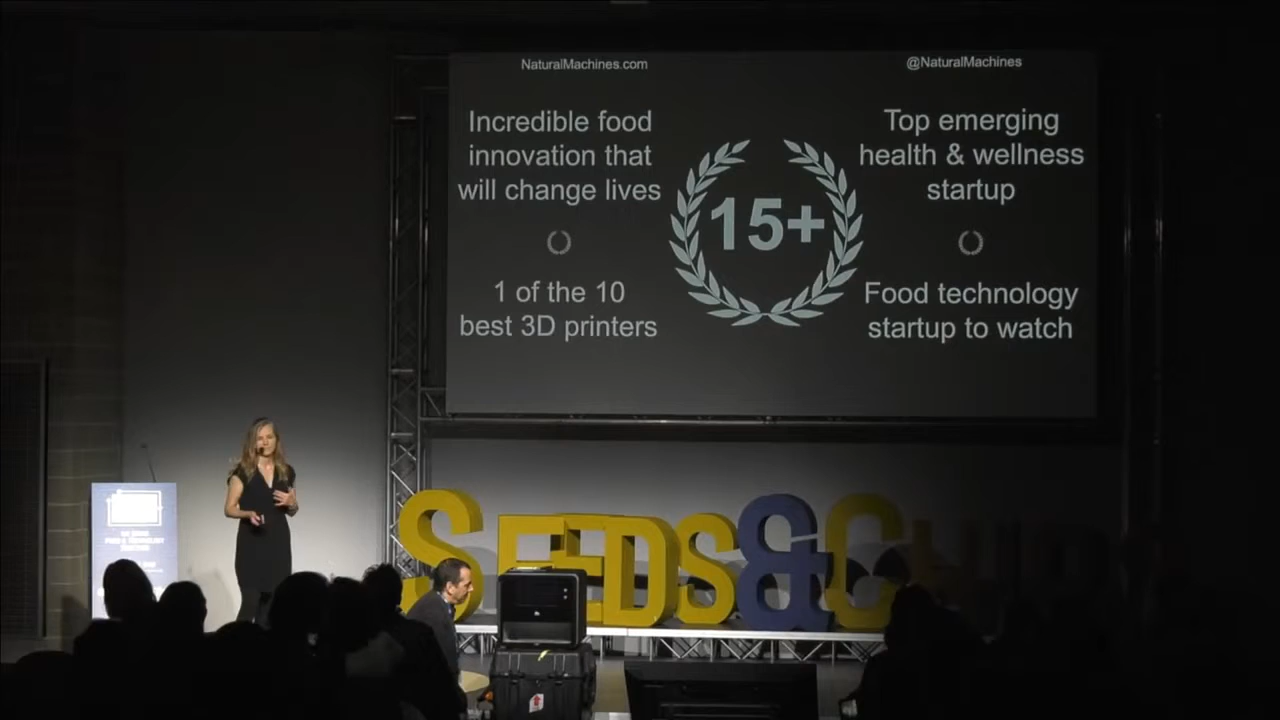 NaturalMachines.com
@NaturalMachines
Incredible food
innovation that
will change lives
1 of the 10
best 3D printers
15+
Top emerging
health & wellness
startup
Food technology
startup to watch
SEEDS&CHIPS